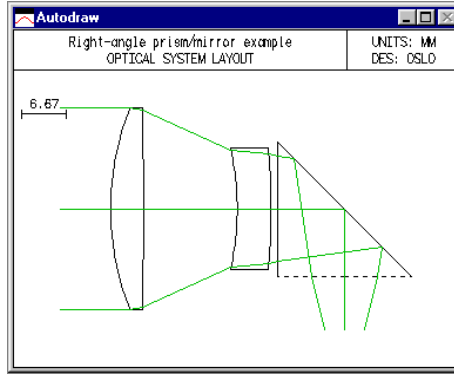 Autodraw
Right-angle prism/mirror example
OPTICAL SYSTEM LAYOUT
UNITS: MM
DES: OSLO
6.67